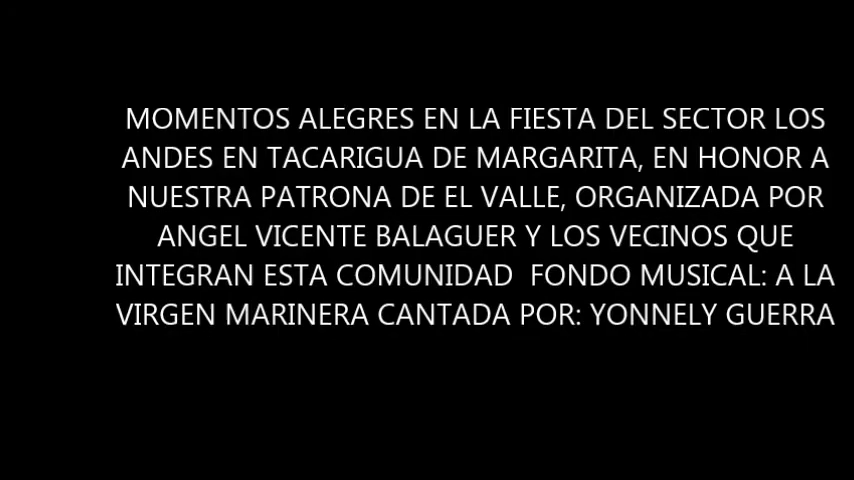 MOMENTOS ALEGRES EN LA FIESTA DEL SECTOR LOS
ANDES EN TACARIGUA DE MARGARITA, EN HONOR A
NUESTRA PATRONA DE EL VALLE, ORGANIZADA POR
ANGEL VICENTE BALAGUER Y LOS VECINOS QUE
INTEGRAN ESTA COMUNIDAD  FONDO MUSICAL: A LA
VIRGEN MARINERA CANTADA POR: YONNELY GUERRA